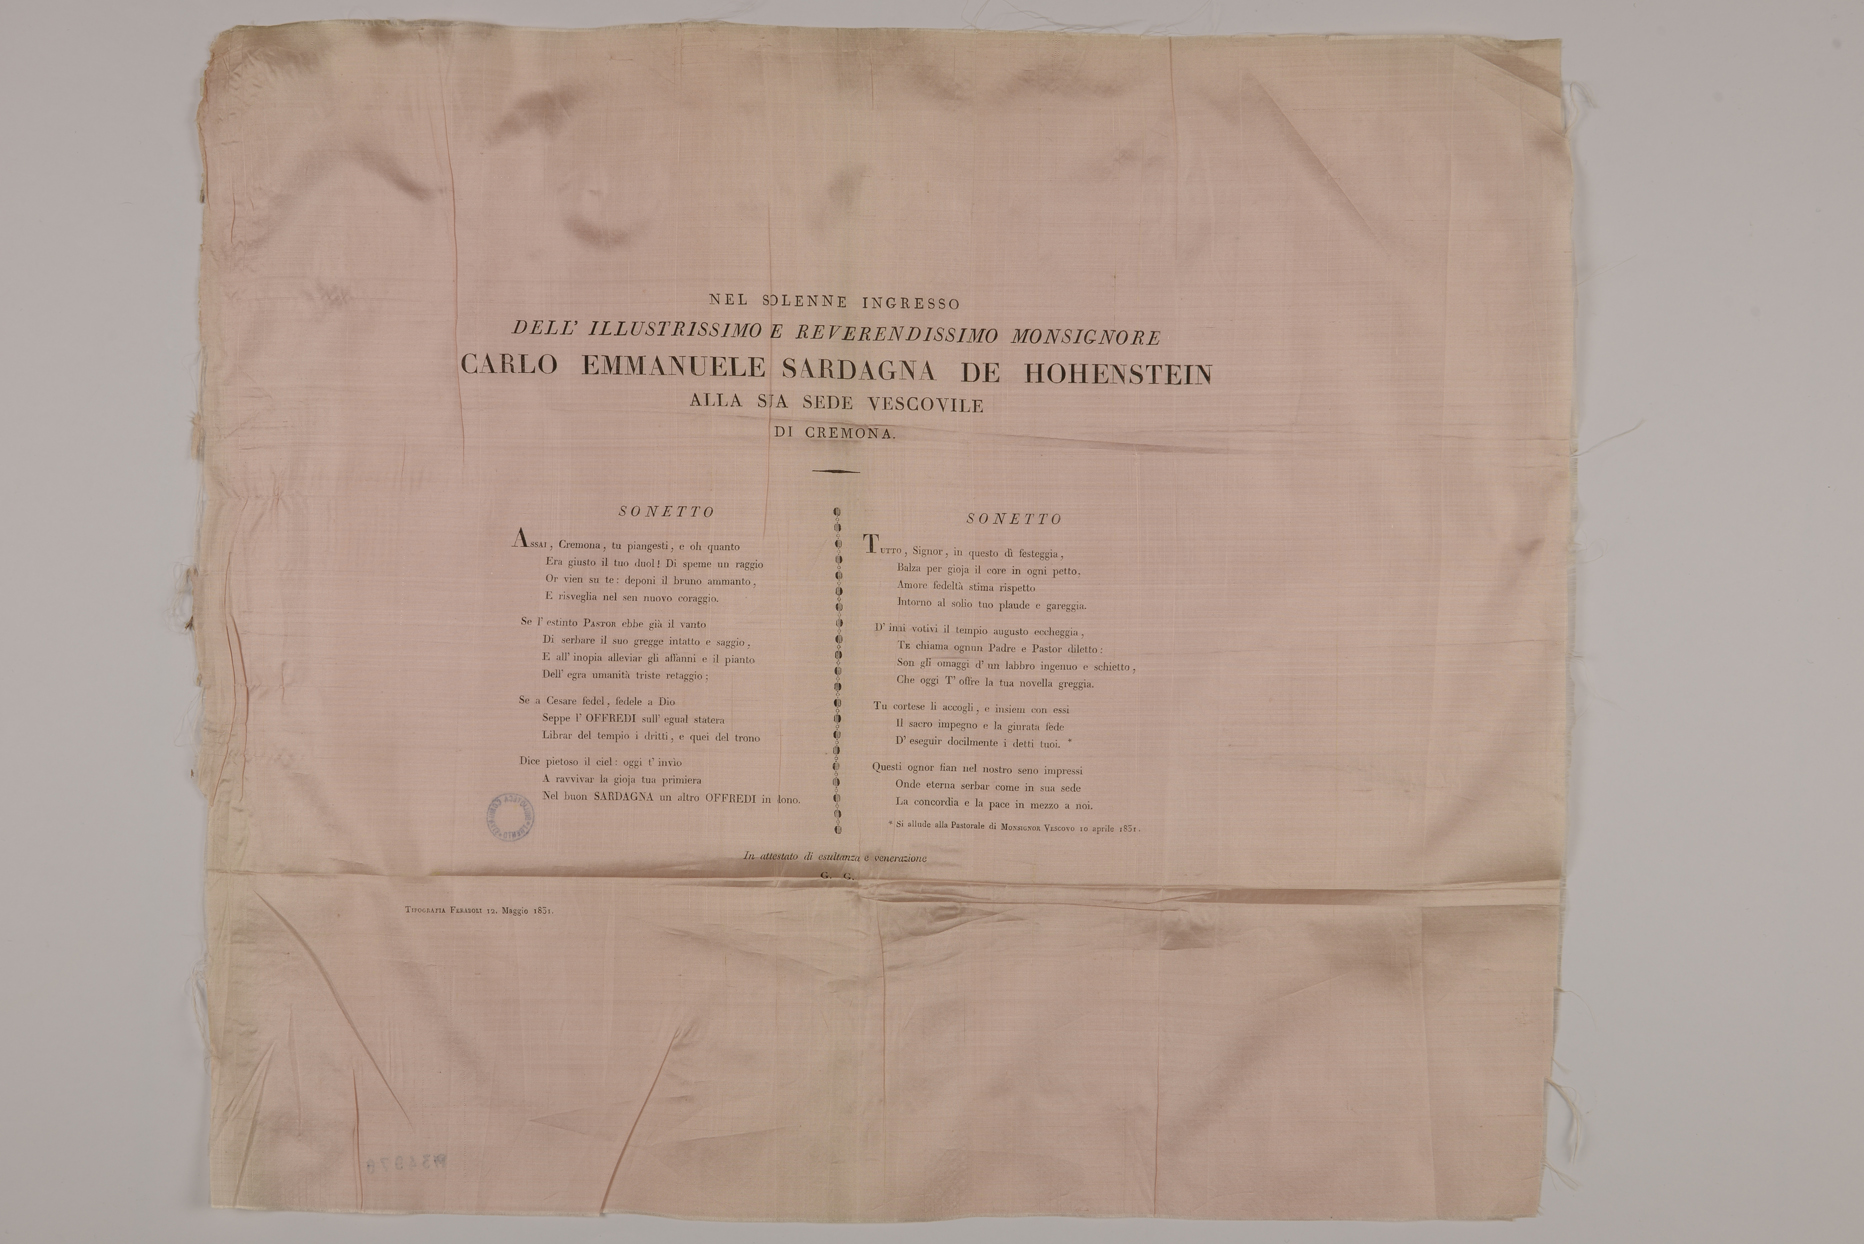 NEL SOLENNE INGRESSO
DELL' ILLUSTRISSIMO E REVERENDISSIMO MONSIGNORE
CARLO EMMANUELE SARDAGNA DE HOHENSTEIN
ALLA SUA SEDE VESCOVILE
DI CREMONA.
SONETTO
Assai, Cremona, tu piangesti, e oh quanto
Era giusto il tuo duol! Di speme un raggio
Or vien su te: deponi il bruno ammanto,
E risveglia nel sen nuovo coraggio.
Se l' estinto Pastor ebbe già il vanto
Di serbare il suo gregge intatto e saggio,
E all' inopia alleviar gli affanni e il pianto
Dell' egra umanità triste retaggio;
Se a Cesare fedel, fedele a Dio
Seppe l' OFFREDI sull' egual statera
Librar del tempio i dritti, e quei del trono
Dice pietoso il ciel: oggi t' invio
A ravvivar la gioja tua primiera
Nel buon SARDAGNA un altro OFFREDI in dono.
SONETTO
Tutto, Signor, in questo dì festeggia,
Balza per gioja il core in ogni petto,
Amore fedeltà stima rispetto
Intorno al solio tuo plaude e gareggia.
D' inni votivi il tempio augusto eccheggia,
Te chiama ognun Padre e Pastor diletto:
Son gli omaggi d' un labbro ingenuo e schietto,
Che oggi T' offre la tua novella greggia.
Tu cortese li accogli, e insiem con essi
Il sacro impegno e la giurata fede
D' eseguir docilmente i detti tuoi. *
Questi ognor fian nel nostro seno impressi
Onde eterna serbar come in sua sede
La concordia e la pace in mezzo a noi.
* Si allude alla Pastorale di Monsignor Vescovo 10 aprile 1831.
In attestato di esultanza e venerazione
G. G.
Tipografia Feraboli 12. Maggio 1831.